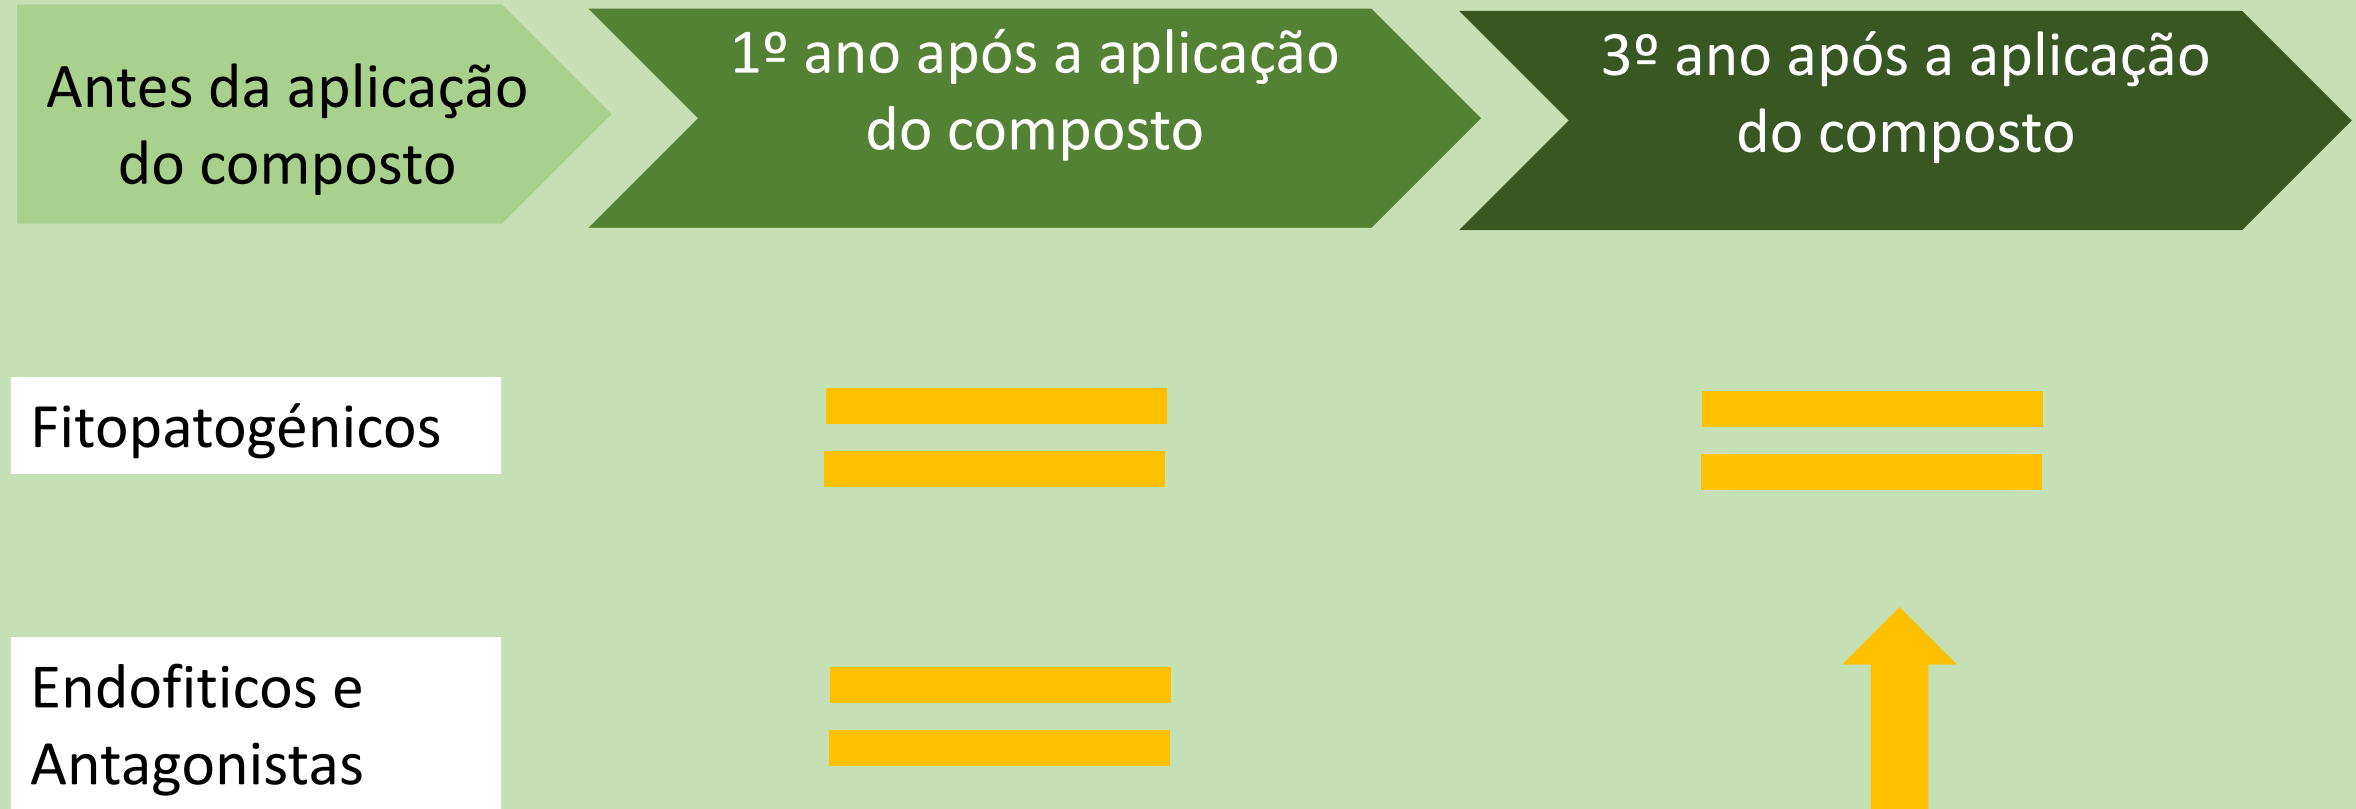 Antes da aplicação
do composto
1º ano após a aplicação
do composto
3º ano após a aplicação
do composto
Fitopatogénicos
Endofiticos e
Antagonistas